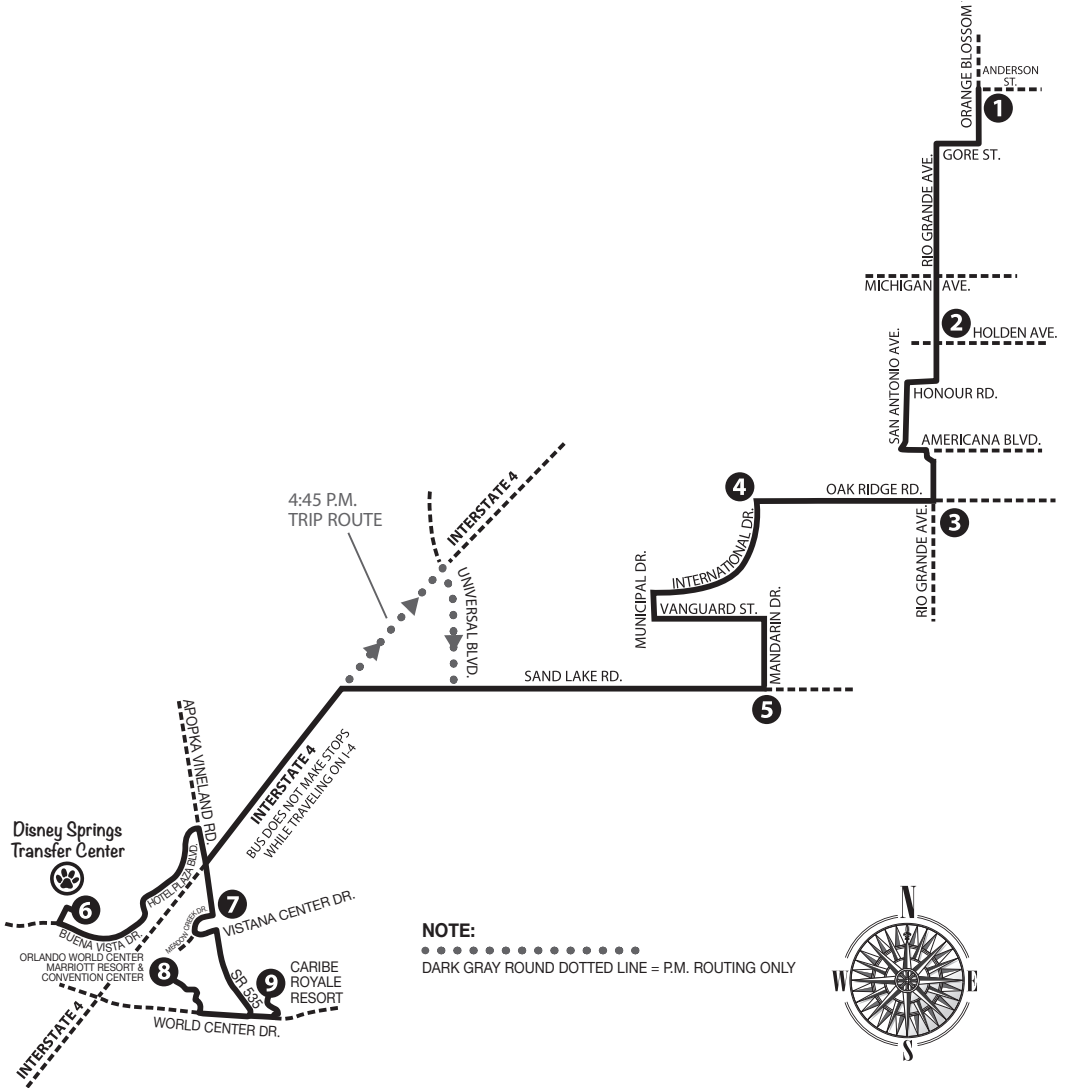 ORANGE BLOSSOM
ANDERSON
ST.
1
GORE ST.
RIO GRANDE AVE.
MICHIGAN AVE.
2
HOLDEN AVE.
SAN ANTONIO AVE.
HONOUR RD.
AMERICANA BLVD.
4
OAK RIDGE RD.
3
RIO GRANDE AVE.
INTERNATIONAL DR.
MUNICIPAL DR.
VANGUARD ST.
MANDARIN DR.
4:45 P.M.
TRIP ROUTE
INTERSTATE 4
UNIVERSAL BLVD.
SAND LAKE RD.
5
APOPKA VINELAND RD.
INTERSTATE 4
BUS DOES NOT MAKE STOPS
WHILE TRAVELING ON I-4
Disney Springs
Transfer Center
HOTEL PLAZA BLVD.
6
7
BUENA VISTA DR.
MEADOW CREEK DR.
VISTANA CENTER DR.
ORLANDO WORLD CENTER
MARRIOTT RESORT &
CONVENTION CENTER
8
SR 535
9
CARIBE
ROYALE
RESORT
WORLD CENTER DR.
INTERSTATE 4
NOTE:
DARK GRAY ROUND DOTTED LINE = P.M. ROUTING ONLY
N
W
E
S